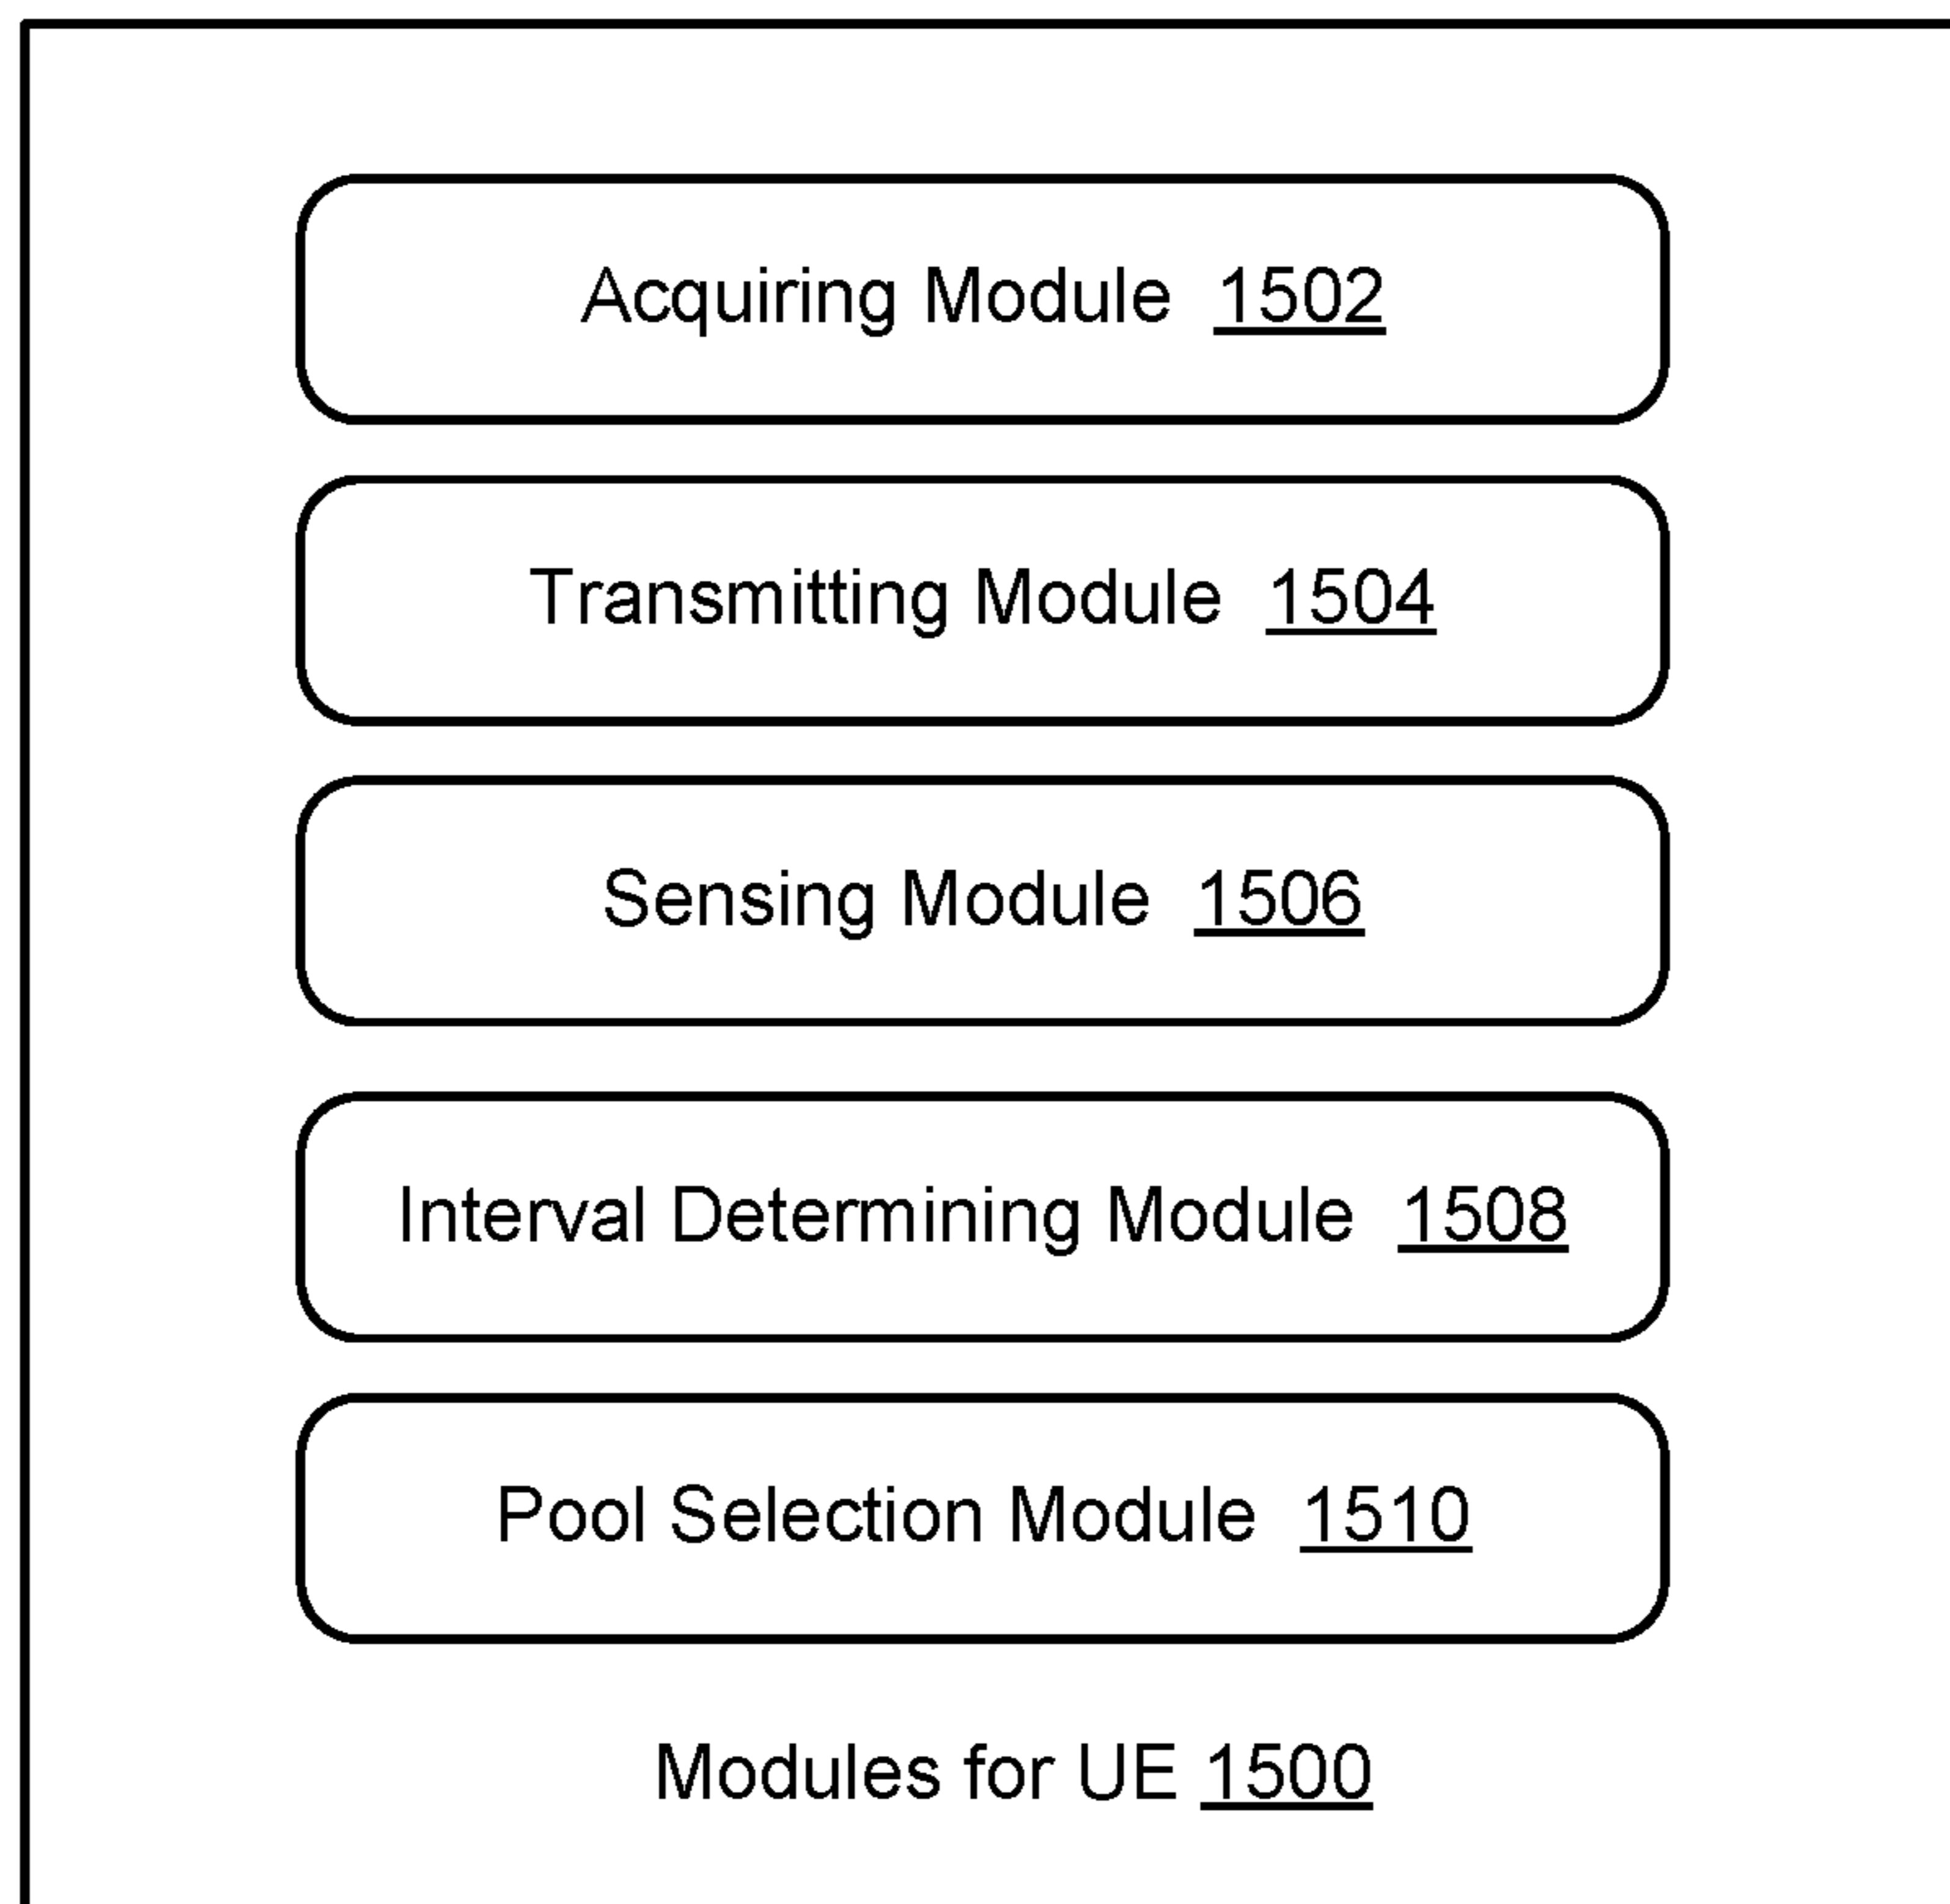 Acquiring Module 1502
Transmitting Module 1504
Sensing Module 1506
Interval Determining Module 1508
Pool Selection Module 1510
Modules for UE 1500